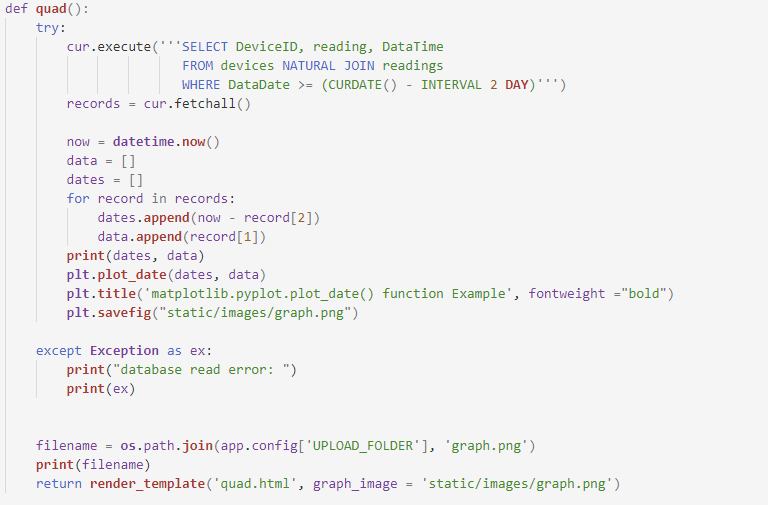 def quad():
    try:
        cur.execute('''SELECT DeviceID, reading, DataTime
                       FROM devices NATURAL JOIN readings
                       WHERE DataDate >= (CURDATE() - INTERVAL 2 DAY)''')
        records = cur.fetchall()

        now = datetime.now()
        data = []
        dates = []
        for record in records:
            dates.append(now - record[2])
            data.append(record[1])
        print(dates, data)
        plt.plot_date(dates, data)
        plt.title('matplotlib.pyplot.plot_date() function Example', fontweight ="bold")
        plt.savefig("static/images/graph.png")

    except Exception as ex:
        print("database read error: ")
        print(ex)


    filename = os.path.join(app.config['UPLOAD_FOLDER'], 'graph.png')
    print(filename)
    return render_template('quad.html', graph_image = 'static/images/graph.png')